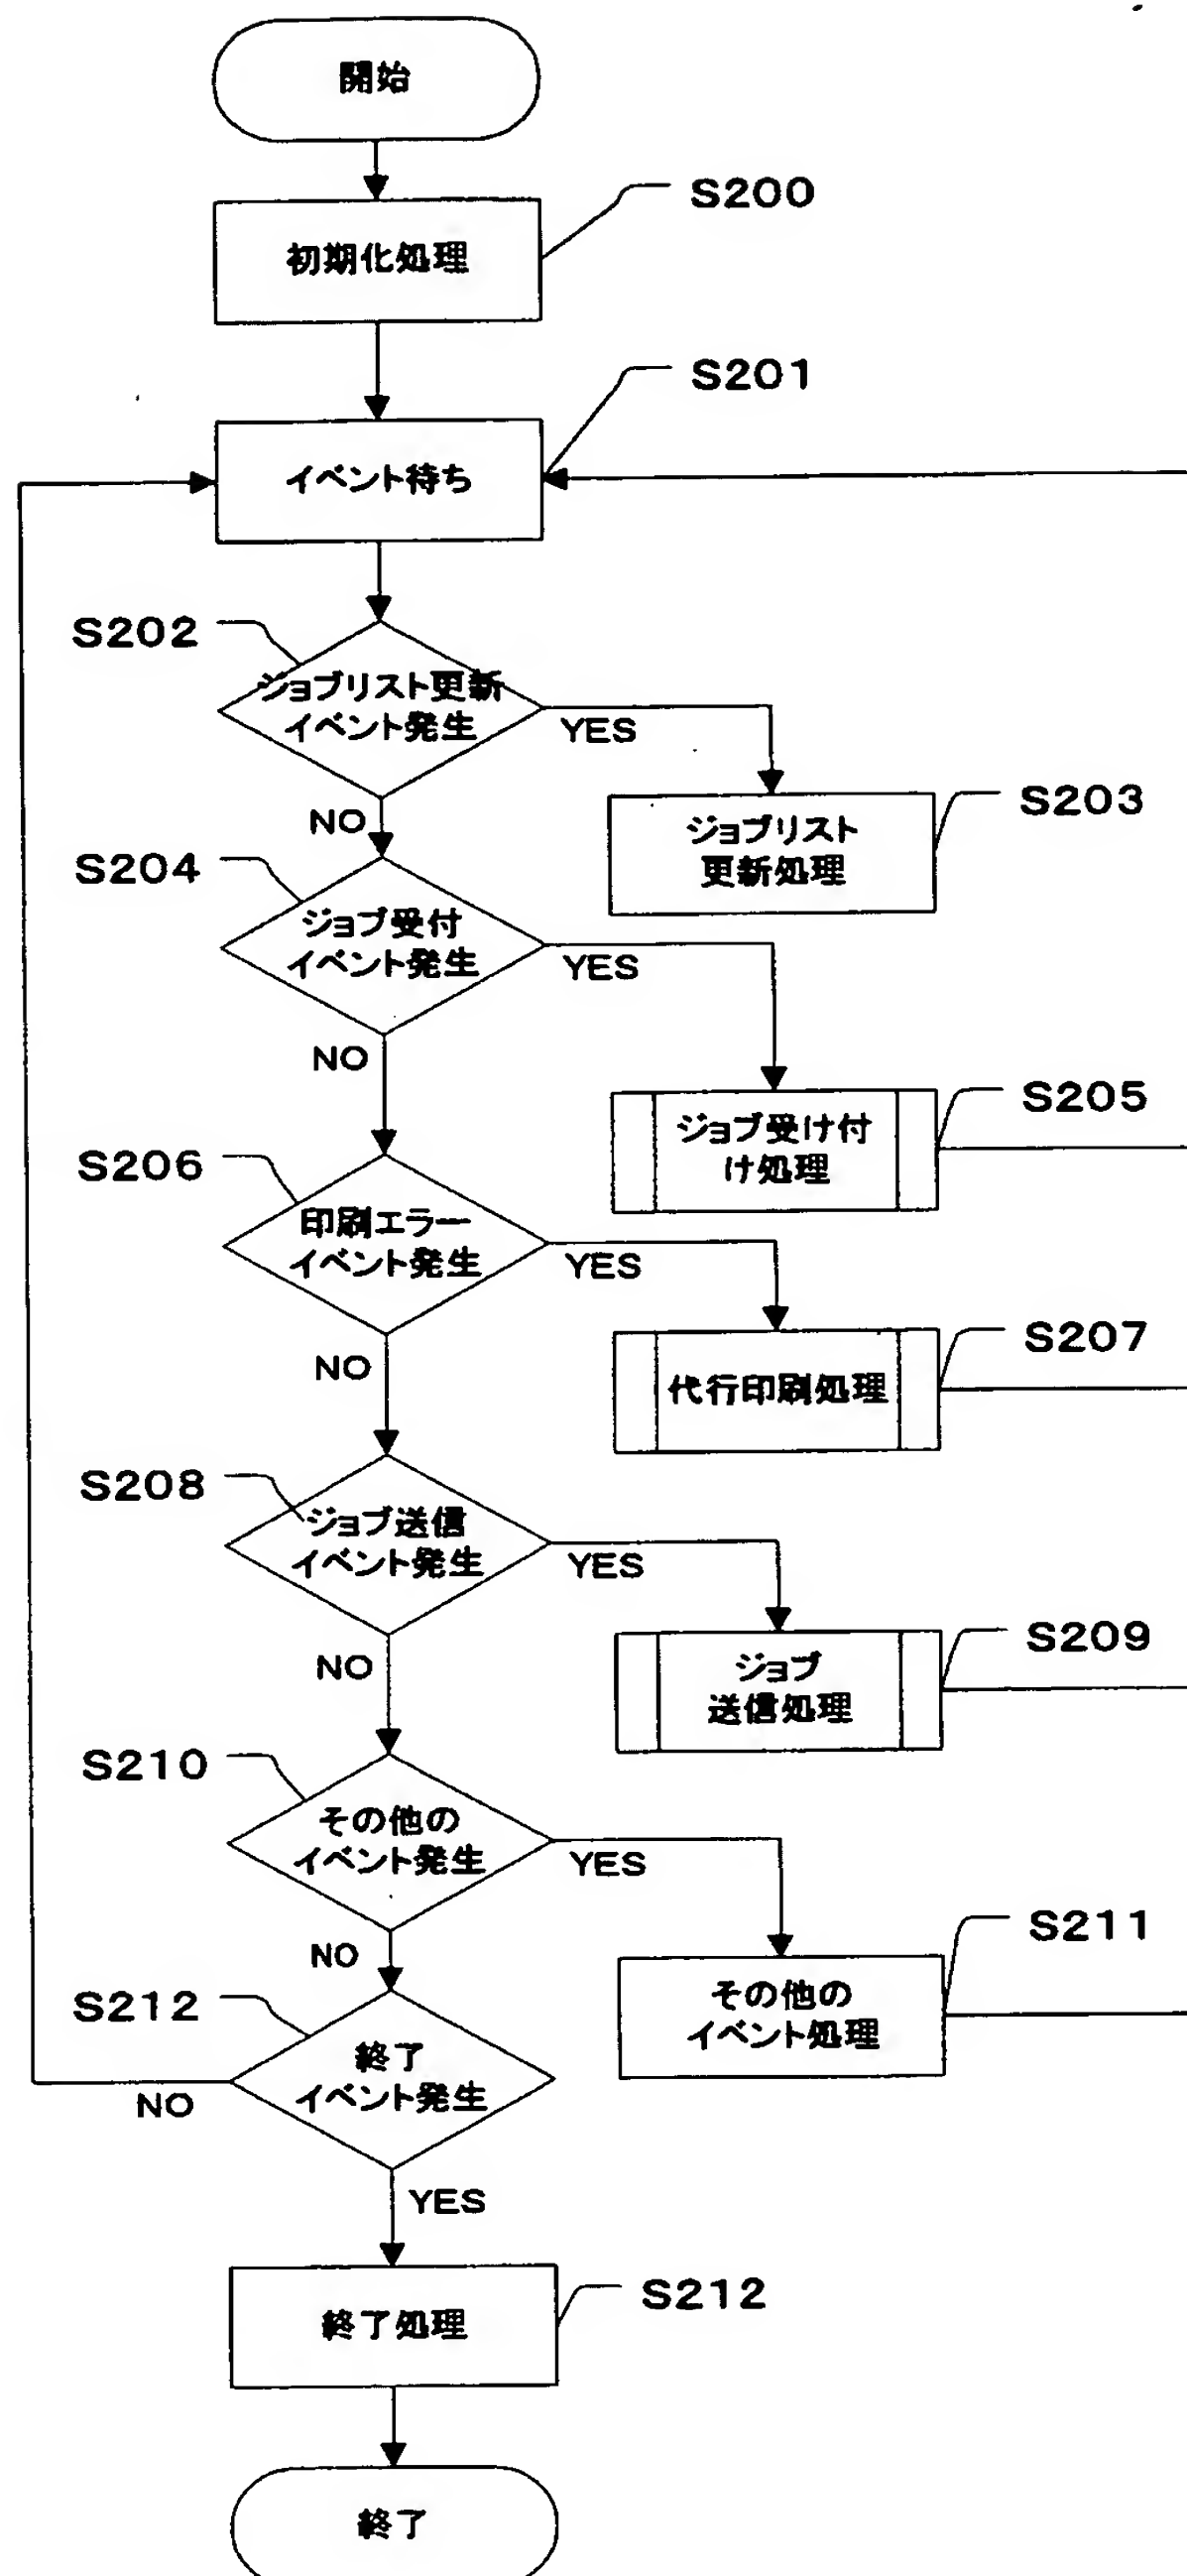 開始
S200
初期化処理
S201
イベント待ち
S202
ジョブリスト更新
イベント発生
YES
NO
S203
ジョブリスト
更新処理
S204
ジョブ受付
イベント発生
YES
NO
S205
ジョブ受け付
け処理
S206
印刷エラー
イベント発生
YES
NO
S207
代行印刷処理
S208
ジョブ送信
イベント発生
YES
NO
S209
ジョブ
送信処理
S210
その他の
イベント発生
YES
NO
S211
その他の
イベント処理
S212
終了
イベント発生
NO
YES
S212
終了処理
終了